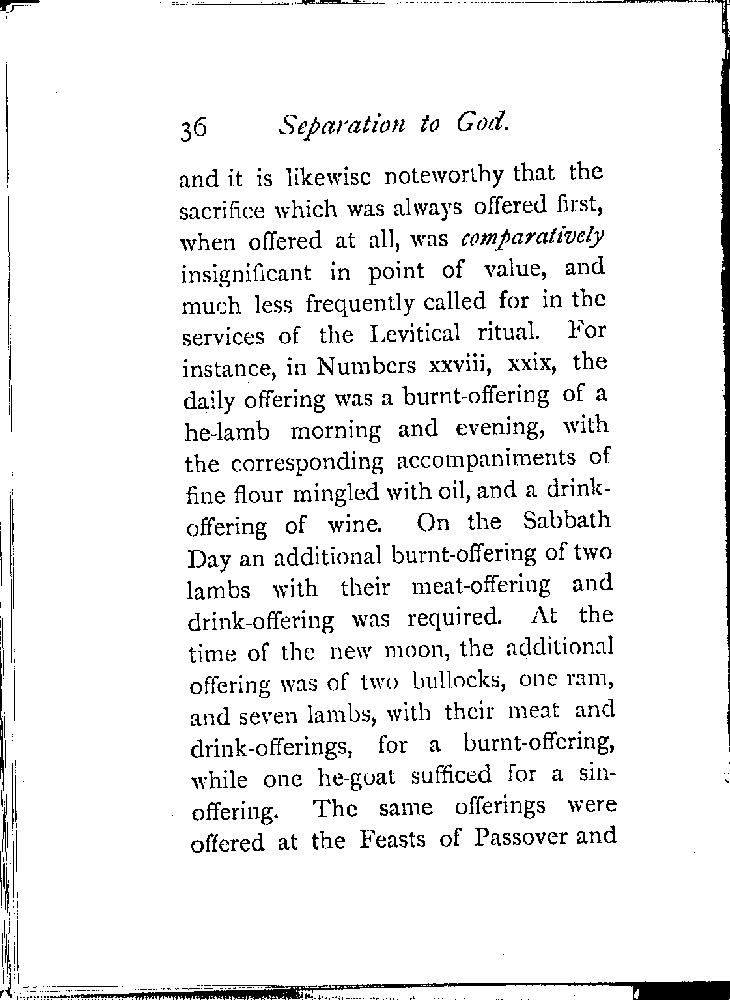 36 Separation to God.
and it is likewise noteworthy that the
sacrifice which was always offered first,
when offered at all, was comparatively
insignificant in point of value, and
much less frequently called for in the
services of the Levitical ritual. For
instance, in Numbers xxviii, xxix, the
daily offering was a burnt-offering of a
he-lamb morning and evening, with
the corresponding accompaniments of
fine flour mingled with oil, and a drink-
offering of wine. On the Sabbath
Day an additional burnt-offering of two
lambs with their meat-offering and
drink-offering was required. At the
time of the new moon, the additional
offering was of two bullocks, one ram,
and seven lambs, with their meat and
drink-offerings, for a burnt-offering,
while one he-goat sufficed for a sin-
offering. The same offerings were
offered at the Feasts of Passover and